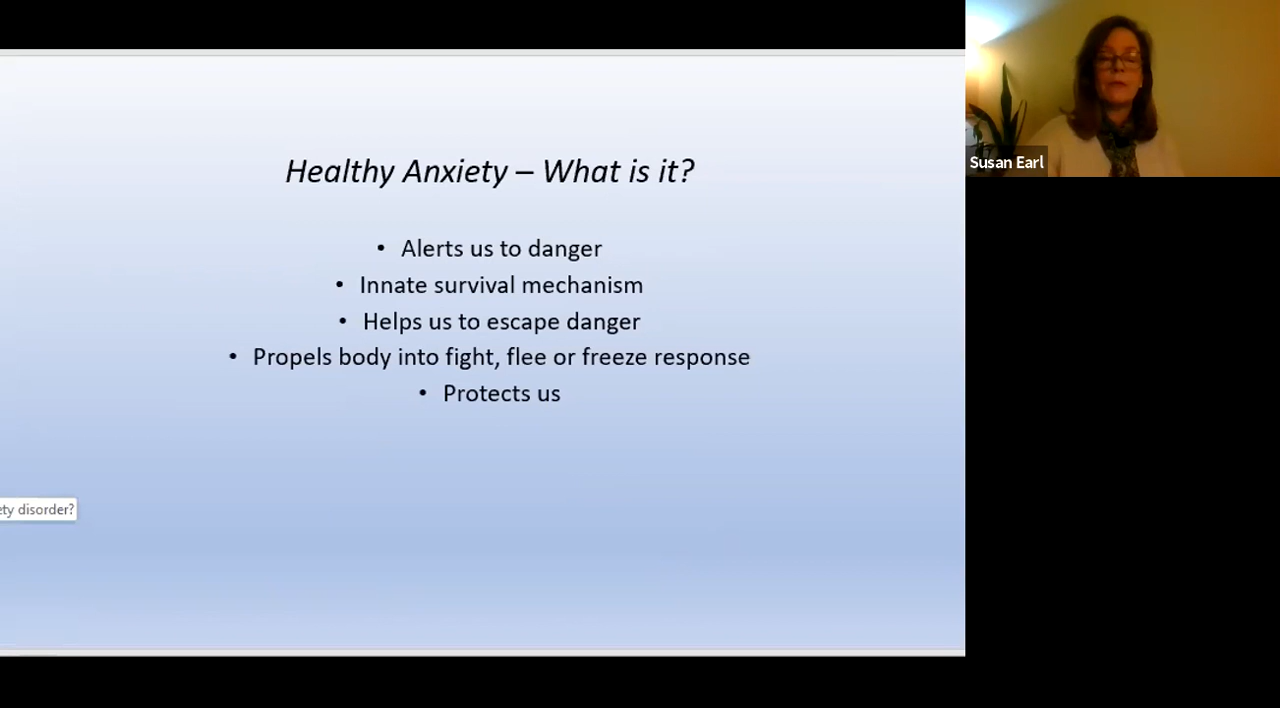 Healthy Anxiety – What is it?
• Alerts us to danger
• Innate survival mechanism
• Helps us to escape danger
• Propels body into fight, flee or freeze response
• Protects us
disorder?
Susan Earl